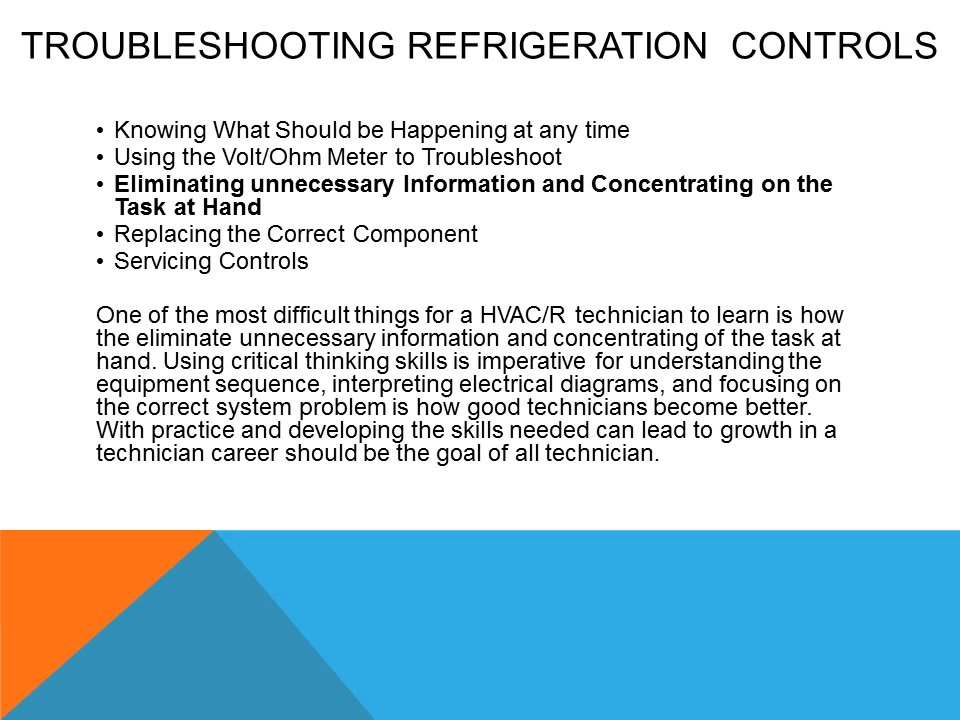 TROUBLESHOOTING REFRIGERATION CONTROLS
• Knowing What Should be Happening at any time
• Using the Volt/Ohm Meter to Troubleshoot
• Eliminating unnecessary Information and Concentrating on the
Task at Hand
• Replacing the Correct Component
• Servicing Controls
One of the most difficult things for a HVAC/R technician to learn is how
the eliminate unnecessary information and concentrating of the task at
hand. Using critical thinking skills is imperative for understanding the
equipment sequence, interpreting electrical diagrams, and focusing on
the correct system problem is how good technicians become better.
With practice and developing the skills needed can lead to growth in a
technician career should be the goal of all technician.